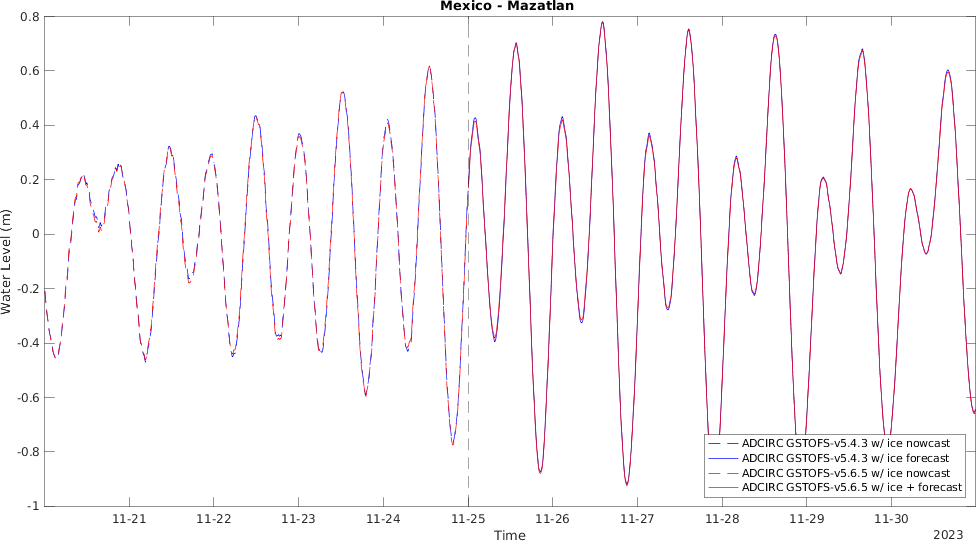 Mexico - Mazatlan
0.8
0.6
0.4
0.2
0
-0.2
-0.4
-0.6
-0.8
-1
Water Level (m)
ADCIRC GSTOFS-v5.4.3 w/ ice nowcast
ADCIRC GSTOFS-v5.4.3 w/ ice forecast
ADCIRC GSTOFS-v5.6.5 w/ ice nowcast
ADCIRC GSTOFS-v5.6.5 w/ ice + forecast
11-21 11-22 11-23 11-24 11-25 11-26 11-27 11-28 11-29 11-30
Time
2023